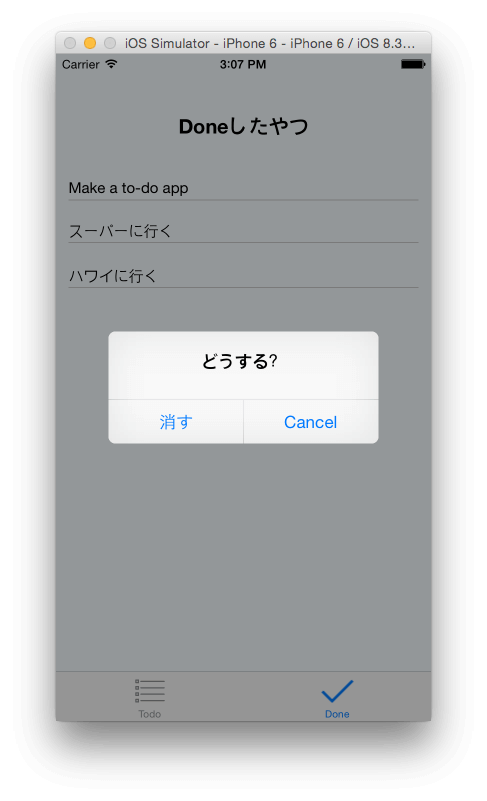 iOS Simulator - iPhone 6 - iPhone 6 / iOS 8.3…
Carrier 3:07 PM
Doneしたやつ
Make a to-do app
スーパーに行く
ハワイに行く
どうする?
消す Cancel
Todo Done